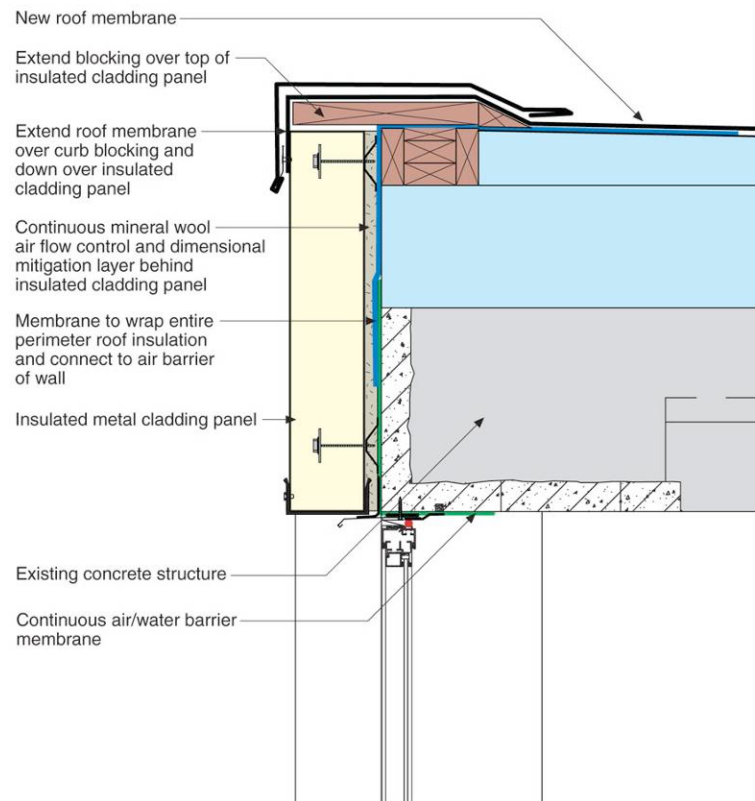 New roof membrane
Extend blocking over top of
insulated cladding panel
Extend roof membrane
over curb blocking and
down over insulated
cladding panel
Continuous mineral wool
air flow control and dimensional
mitigation layer behind
insulated cladding panel
Membrane to wrap entire
perimeter roof insulation
and connect to air barrier
of wall
Insulated metal cladding panel
Existing concrete structure
Continuous air/water barrier
membrane